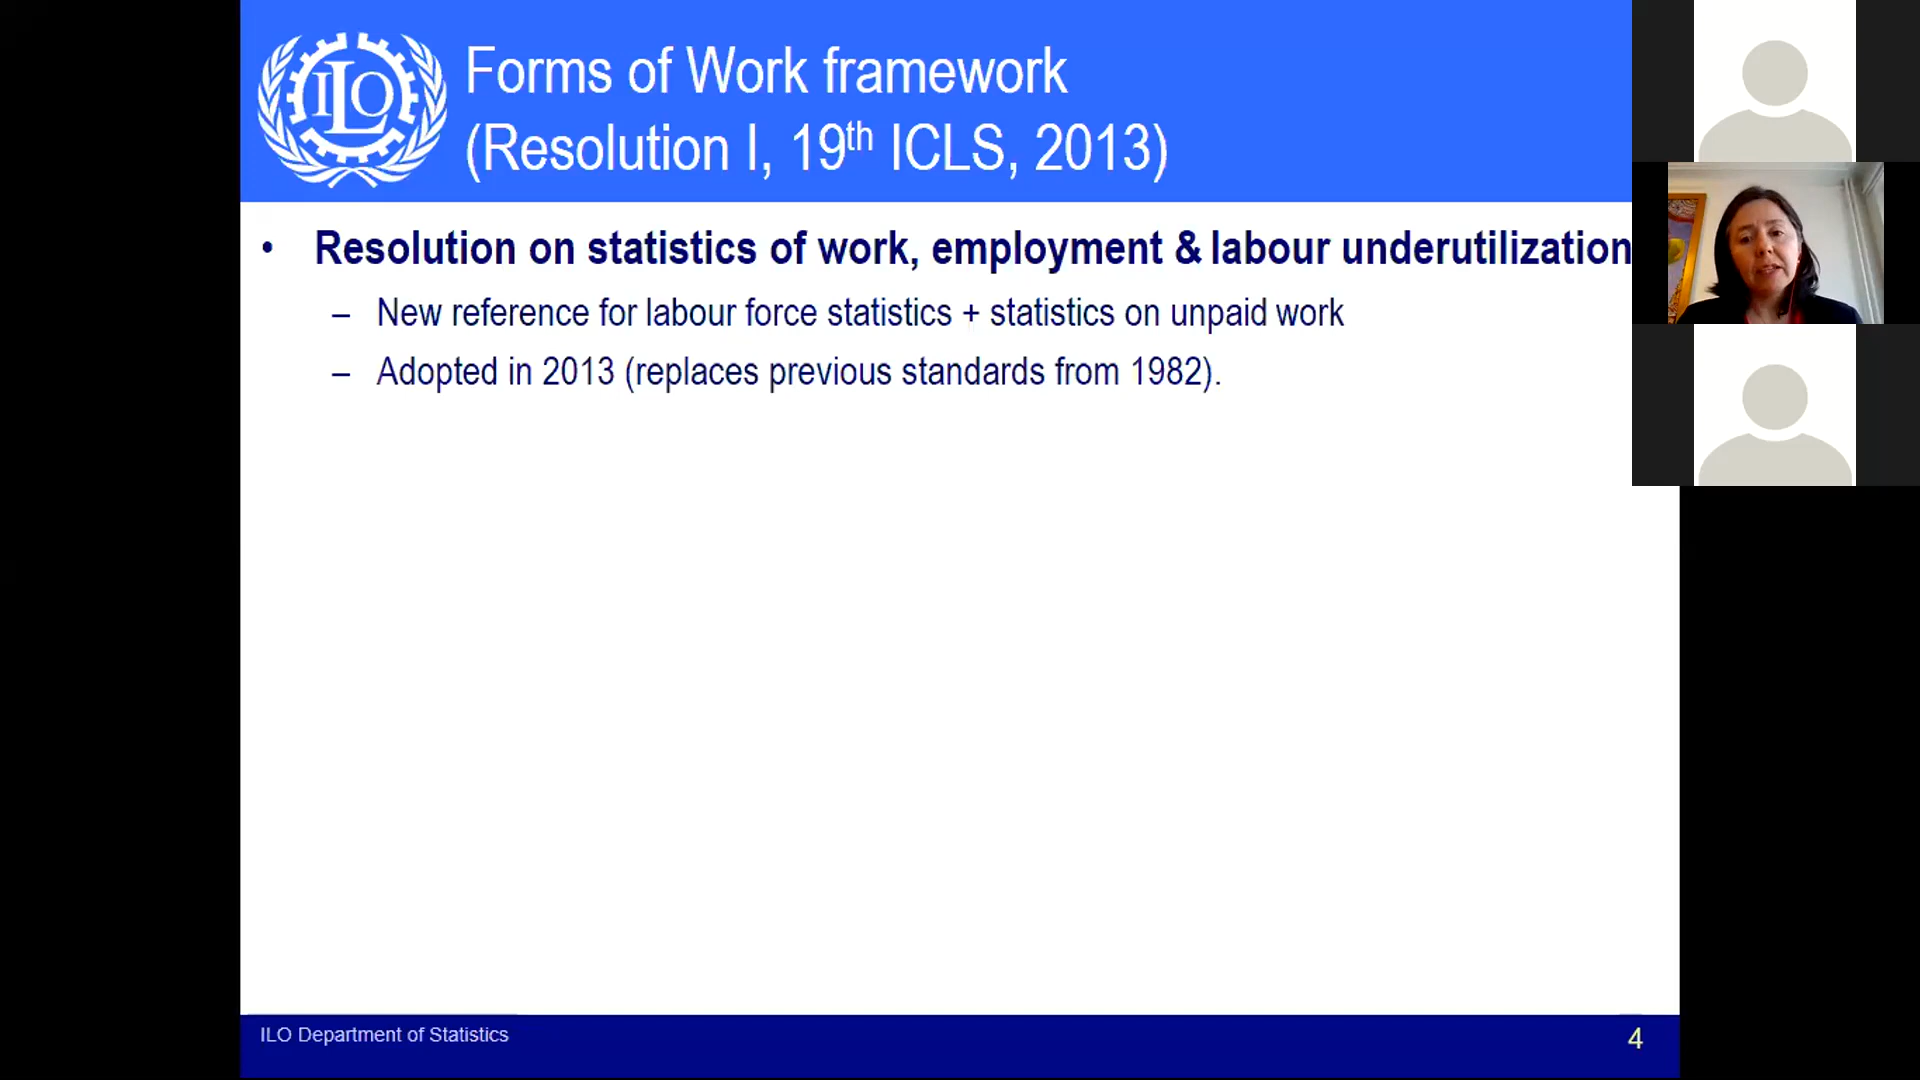 ILO
Forms of Work framework
(Resolution I, 19th ICLS, 2013)
• Resolution on statistics of work, employment & labour underutilization
– New reference for labour force statistics + statistics on unpaid work
– Adopted in 2013 (replaces previous standards from 1982).
ILO Department of Statistics
4